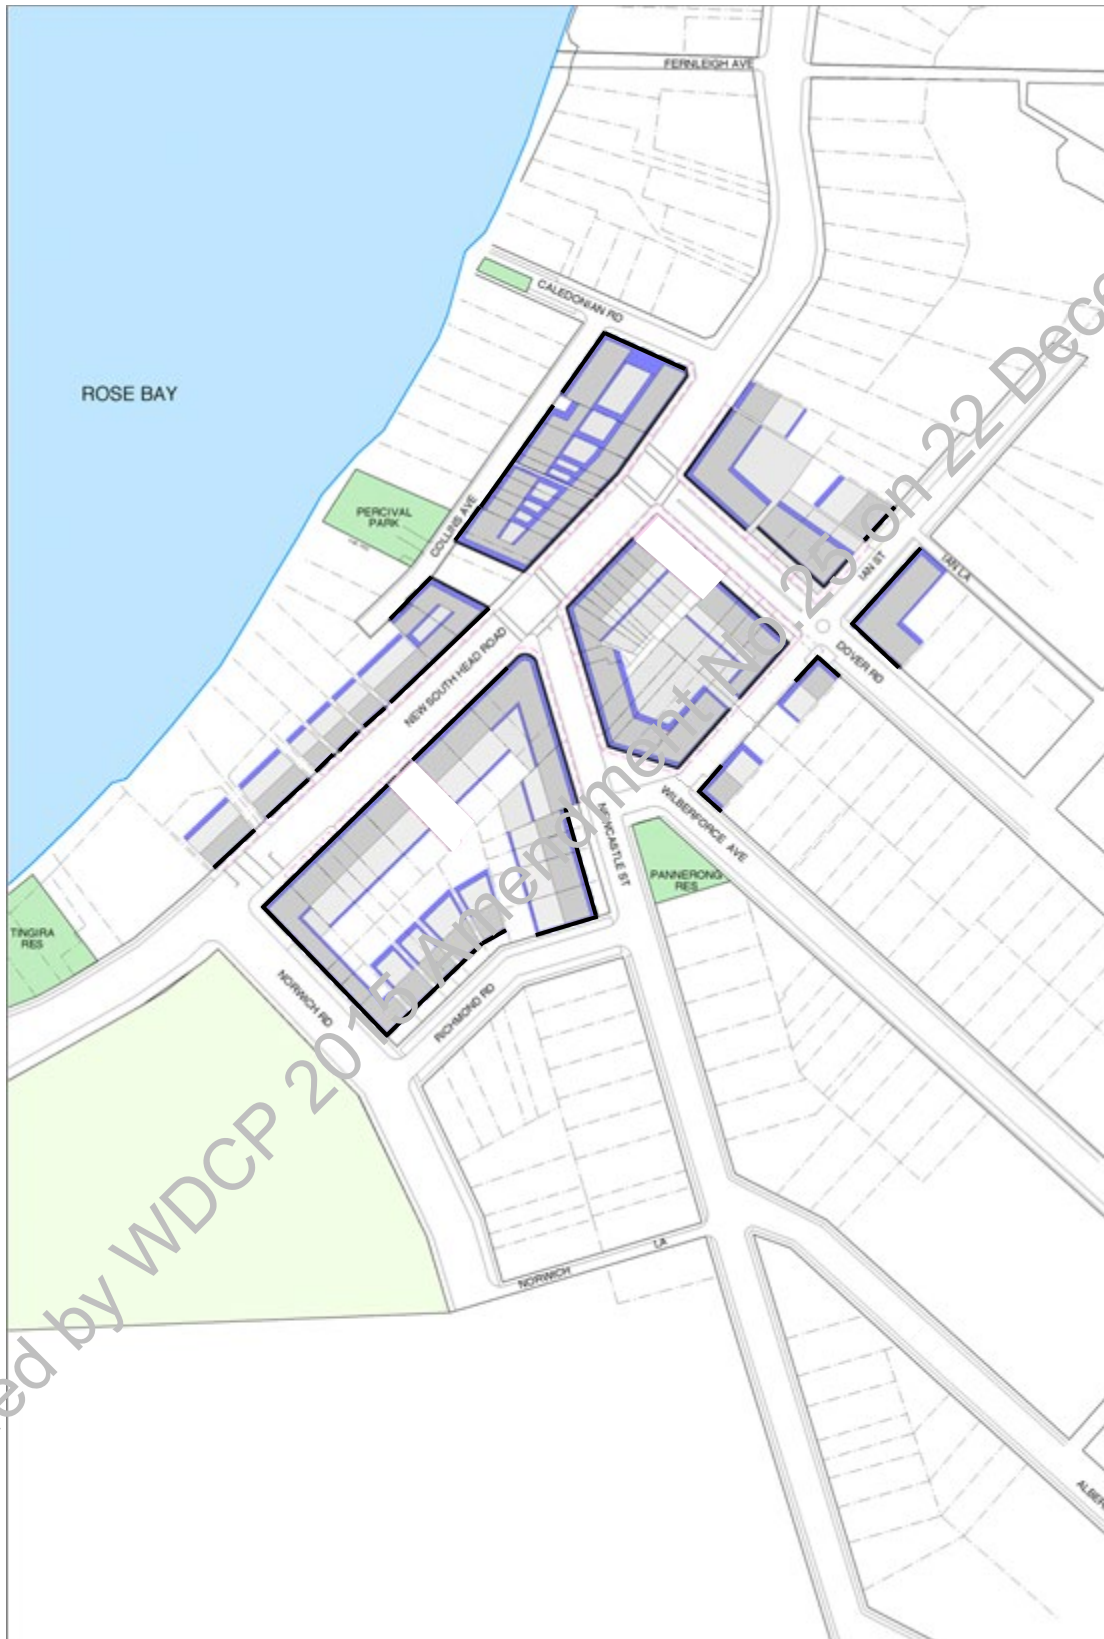 FERNLEIGH AVE
CALEDONIAN RD
ROSE BAY
PERCIVAL
PARK
COLLINS AVE
IAN ST
IAN LA
DOVER RD
NEW SOUTH HEAD ROAD
WILBERFORCE AVE
NEWCASTLE ST
PANNERONG
RES
TINGIRA
RES
NORWICH RD
RICHMOND RD
NORWICH LA
ed by WDCP 2015 Amendment No.25 on 22 Dece